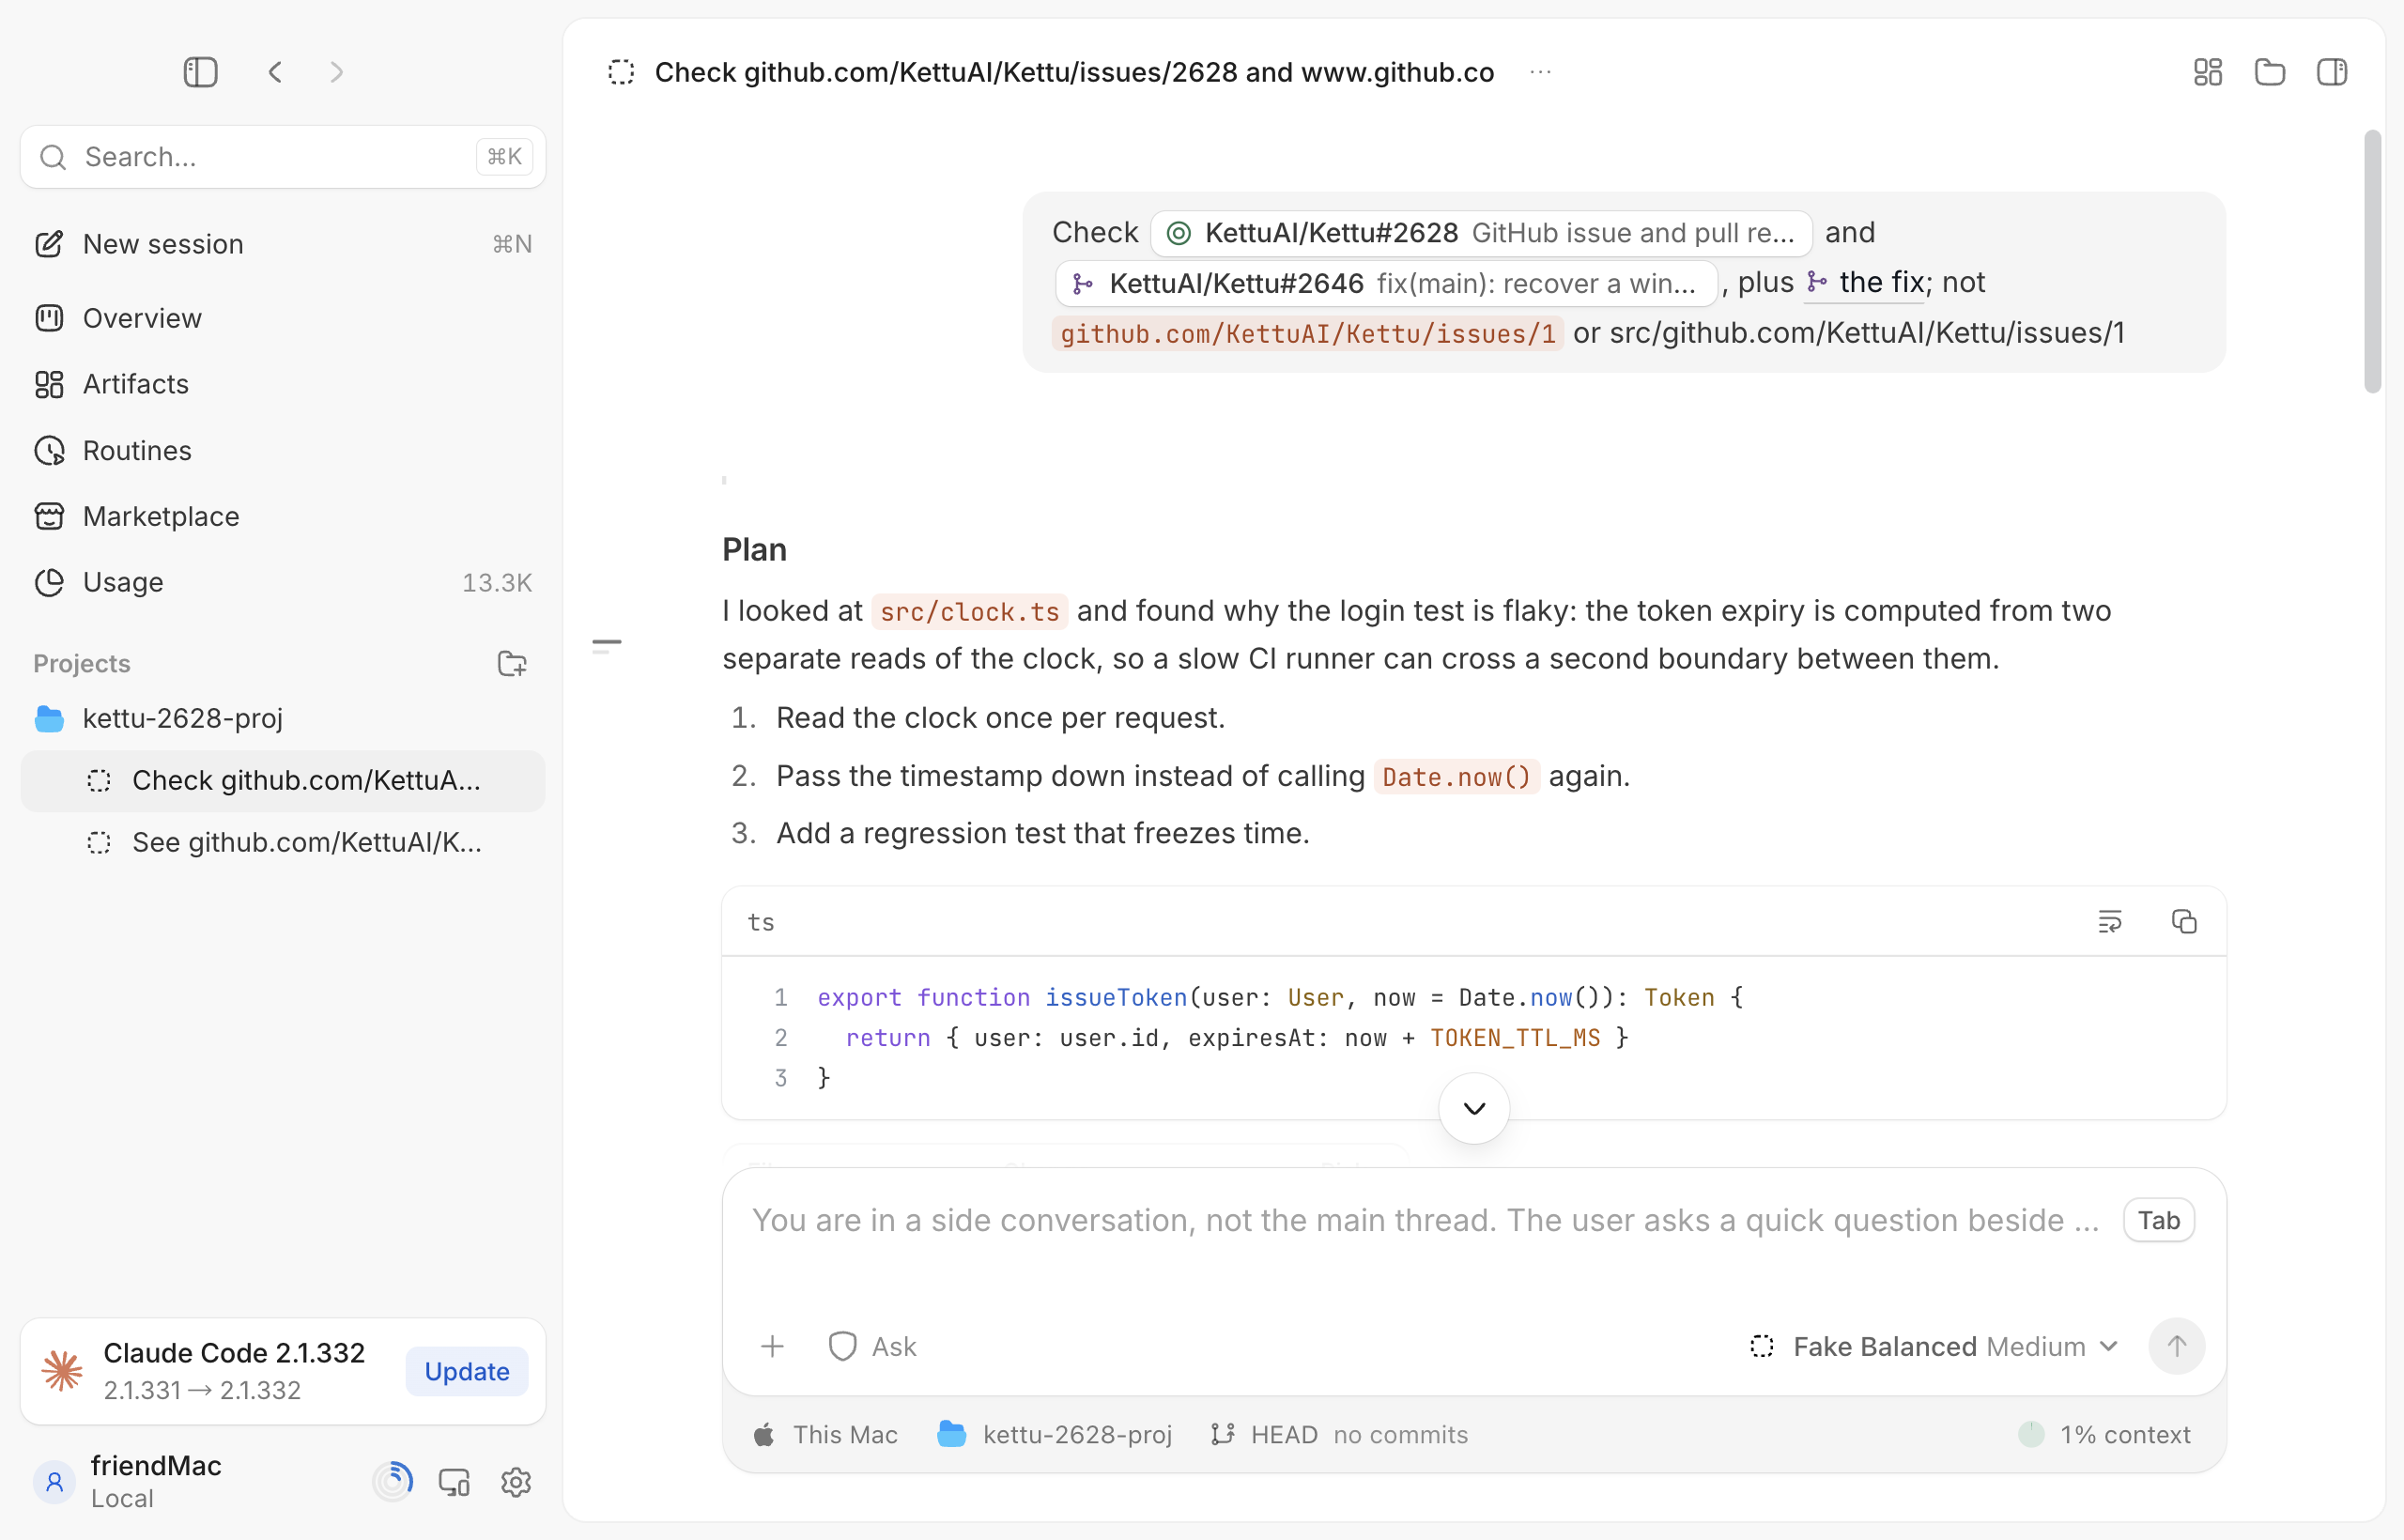 Check github.com/KettuAI/Kettu/issues/2628 and www.github.co
Search...
⌘K
New session
⌘N
Overview
Artifacts
Routines
Marketplace
Usage
13.3K
Projects
kettu-2628-proj
Check github.com/KettuA...
See github.com/KettuAI/K...
Claude Code 2.1.332
2.1.331 → 2.1.332
Update
friendMac
Local
Check KettuAI/Kettu#2628 GitHub issue and pull re... and
KettuAI/Kettu#2646 fix(main): recover a win... , plus the fix; not
github.com/KettuAI/Kettu/issues/1 or src/github.com/KettuAI/Kettu/issues/1
Plan
I looked at src/clock.ts and found why the login test is flaky: the token expiry is computed from two
separate reads of the clock, so a slow CI runner can cross a second boundary between them.
1. Read the clock once per request.
2. Pass the timestamp down instead of calling Date.now() again.
3. Add a regression test that freezes time.
ts
1 export function issueToken(user: User, now = Date.now()): Token {
2 return { user: user.id, expiresAt: now + TOKEN_TTL_MS }
3 }
You are in a side conversation, not the main thread. The user asks a quick question beside ...
Tab
Ask
Fake Balanced Medium
This Mac
kettu-2628-proj
HEAD no commits
1% context